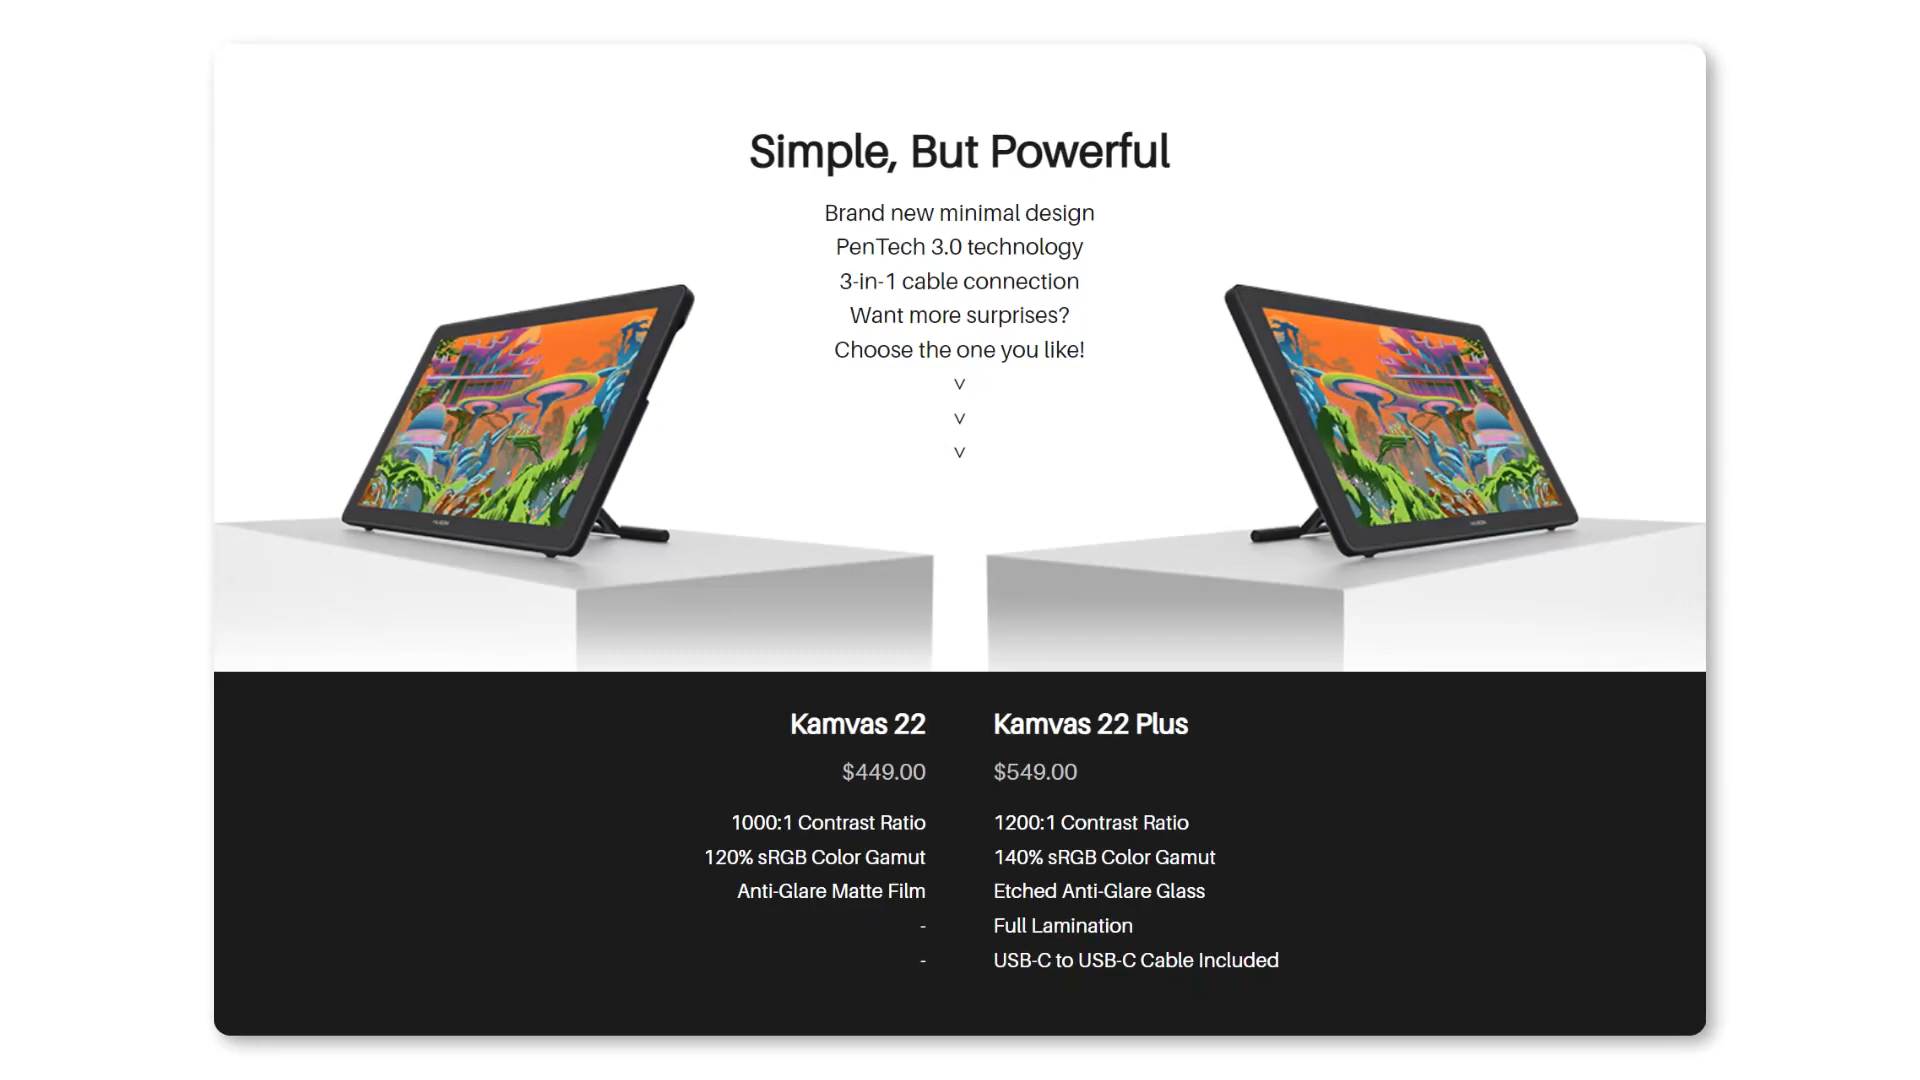 Simple, But Powerful
Brand new minimal design
PenTech 3.0 technology
3-in-1 cable connection
Want more surprises?
Choose the one you like!
v
v
v
Kamvas 22
$449.00
1000:1 Contrast Ratio
120% sRGB Color Gamut
Anti-Glare Matte Film
-
-
Kamvas 22 Plus
$549.00
1200:1 Contrast Ratio
140% sRGB Color Gamut
Etched Anti-Glare Glass
Full Lamination
USB-C to USB-C Cable Included